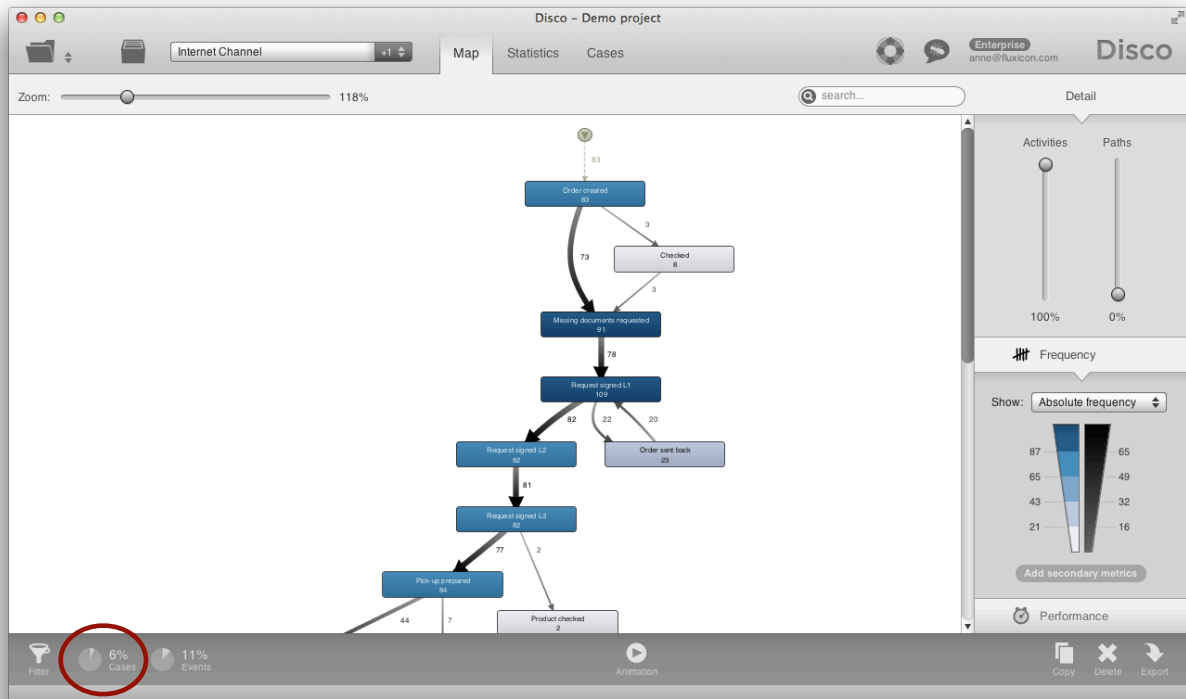 Disco – Demo project
Internet Channel
+1
Map
Statistics
Cases
Enterprise
anne@fluxicon.com
Disco
Zoom:
118%
search...
Detail
83
Order created
83
3
73
Checked
8
3
Missing documents requested
91
78
Request signed L1
109
82
22
20
Request signed L2
82
Order sent back
23
81
Request signed L3
82
77
2
Pick-up prepared
84
44
7
Product checked
2
Activities
Paths
100%
0%
Frequency
Show:
Absolute frequency
87
65
65
49
43
32
21
16
Add secondary metrics
Performance
Filter
6%
Cases
11%
Events
Animation
Copy
Delete
Export